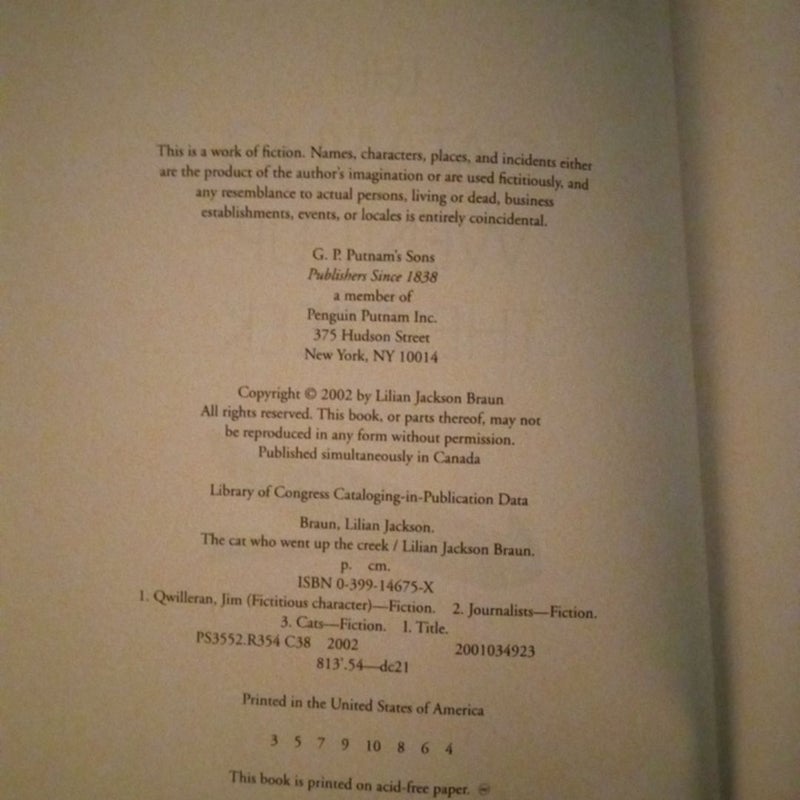 This is a work of fiction. Names, characters, places, and incidents either
are the product of the author's imagination or are used fictitiously, and
any resemblance to actual persons, living or dead, business
establishments, events, or locales is entirely coincidental.
G. P. Putnam's Sons
Publishers Since 1838
a member of
Penguin Putnam Inc.
375 Hudson Street
New York, NY 10014
Copyright © 2002 by Lilian Jackson Braun
All rights reserved. This book, or parts thereof, may not
be reproduced in any form without permission.
Published simultaneously in Canada
Library of Congress Cataloging-in-Publication Data
Braun, Lilian Jackson.
The cat who went up the creek / Lilian Jackson Braun.
p. cm.
ISBN 0-399-14675-X
1. Qwilleran, Jim (Fictitious character)—Fiction. 2. Journalists—Fiction.
3. Cats—Fiction. I. Title.
PS3552.R354 C38 2002 2001034923
813'.54—dc21
Printed in the United States of America
3 5 7 9 10 8 6 4
This book is printed on acid-free paper.